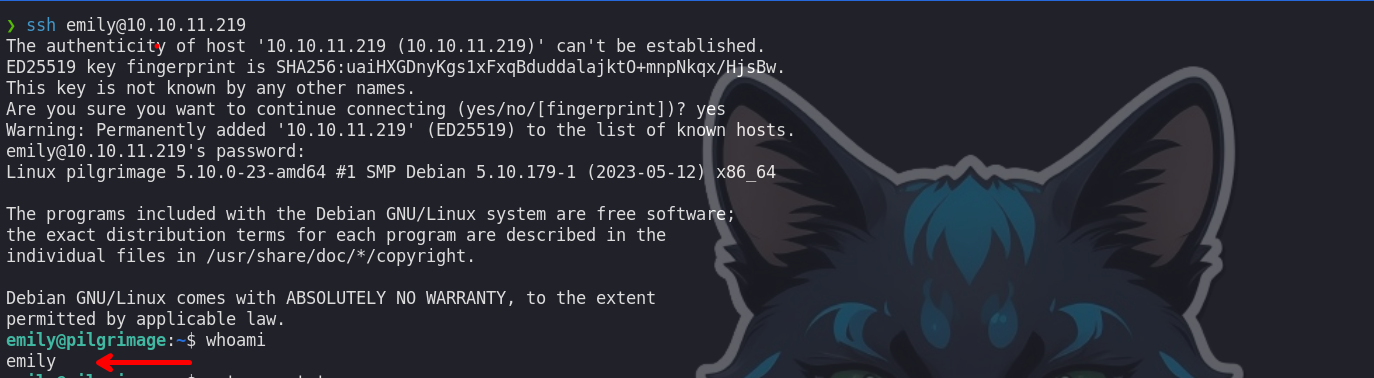 ❯ ssh emily@10.10.11.219
The authenticity of host '10.10.11.219 (10.10.11.219)' can't be established.
ED25519 key fingerprint is SHA256:uaiHXGDnyKgs1xFxqBduddalajktO+mnpNkqx/HjsBw.
This key is not known by any other names.
Are you sure you want to continue connecting (yes/no/[fingerprint])? yes
Warning: Permanently added '10.10.11.219' (ED25519) to the list of known hosts.
emily@10.10.11.219's password:
Linux pilgrimage 5.10.0-23-amd64 #1 SMP Debian 5.10.179-1 (2023-05-12) x86_64
The programs included with the Debian GNU/Linux system are free software;
the exact distribution terms for each program are described in the
individual files in /usr/share/doc/*/copyright.
Debian GNU/Linux comes with ABSOLUTELY NO WARRANTY, to the extent
permitted by applicable law.
emily@pilgrimage:~$ whoami
emily